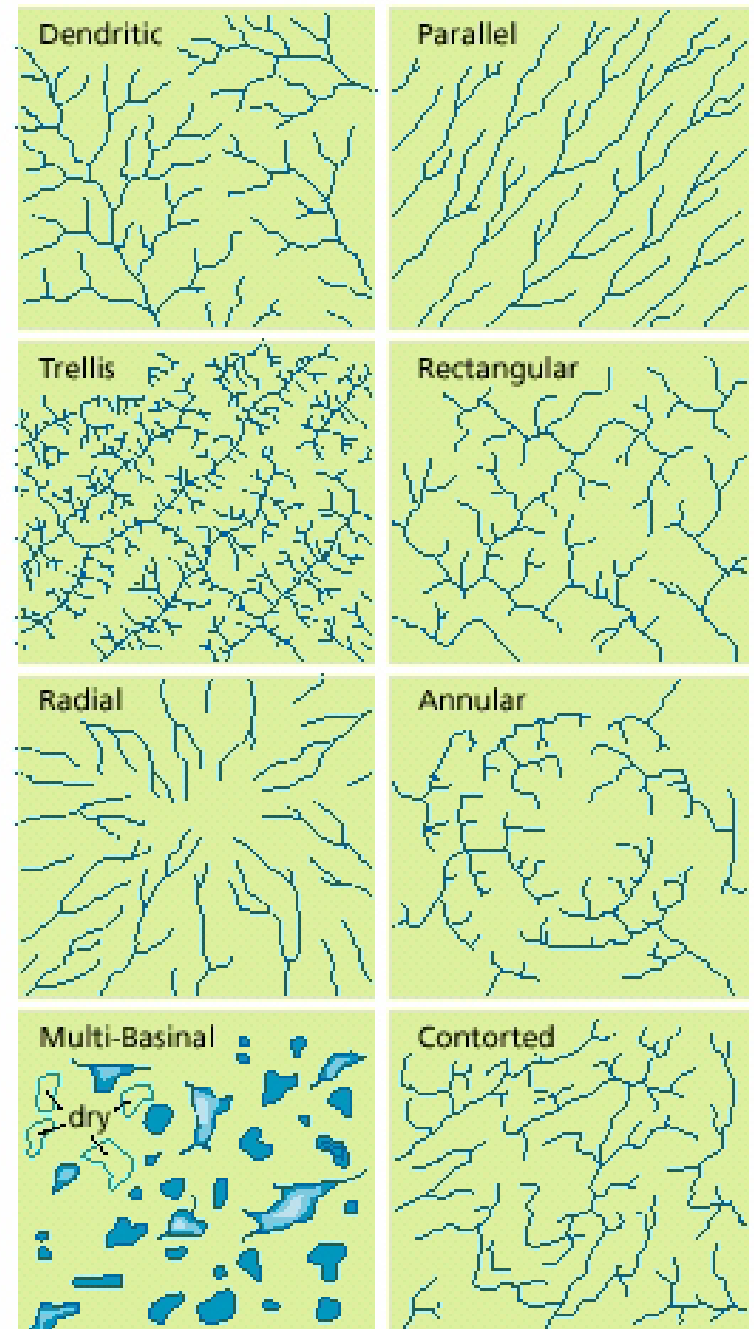 Dendritic
Parallel
Trellis
Rectangular
Radial
Annular
Multi-Basinal
dry
Contorted